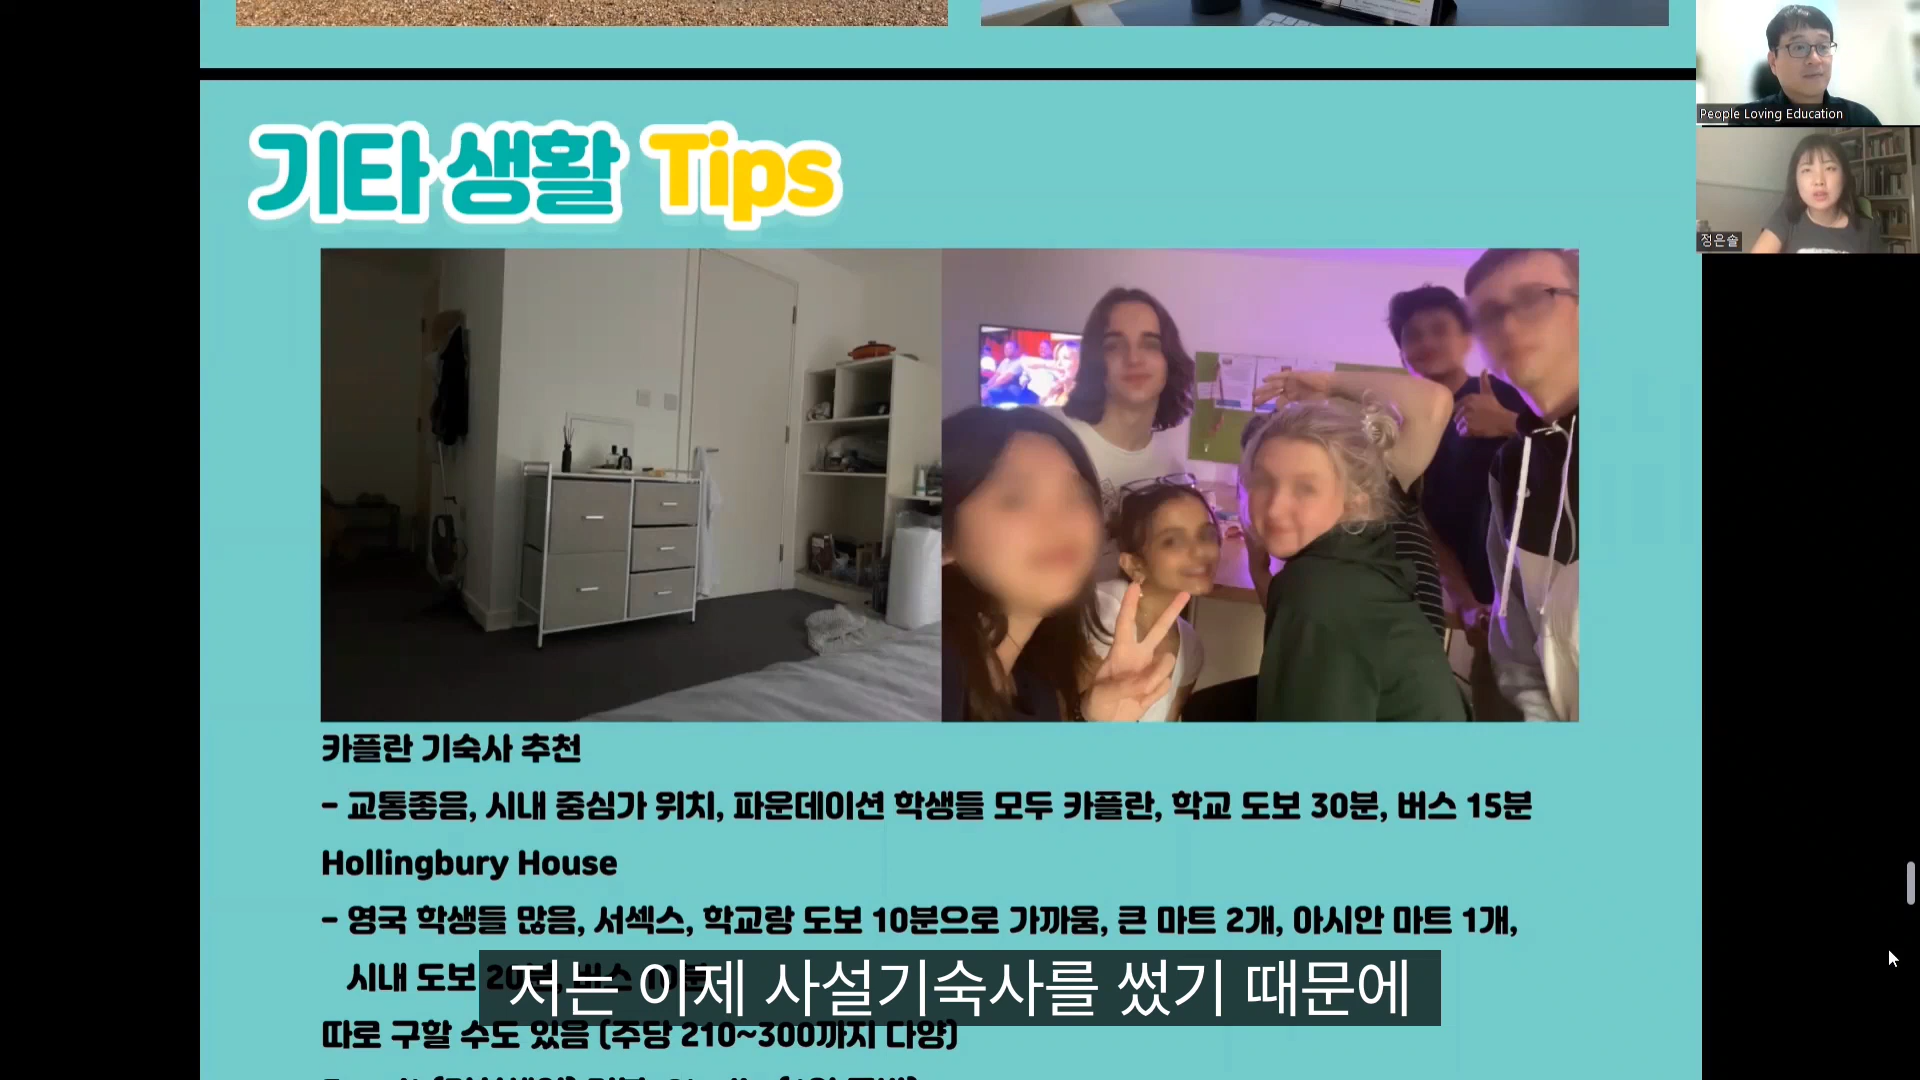 기타 생활 Tips
People Loving Education
정은솔
카플란 기숙사 추천
- 교통좋음, 시내 중심가 위치, 파운데이션 학생들 모두 카플란, 학교 도보 30분, 버스 15분
Hollingbury House
- 영국 학생들 많음, 서섹스, 학교랑 도보 10분으로 가까움, 큰 마트 2개, 아시안 마트 1개,
시내 도보
저는 이제 사설기숙사를 썼기 때문에
따로 구할 수도 있음 (주당 210~300까지 다양)